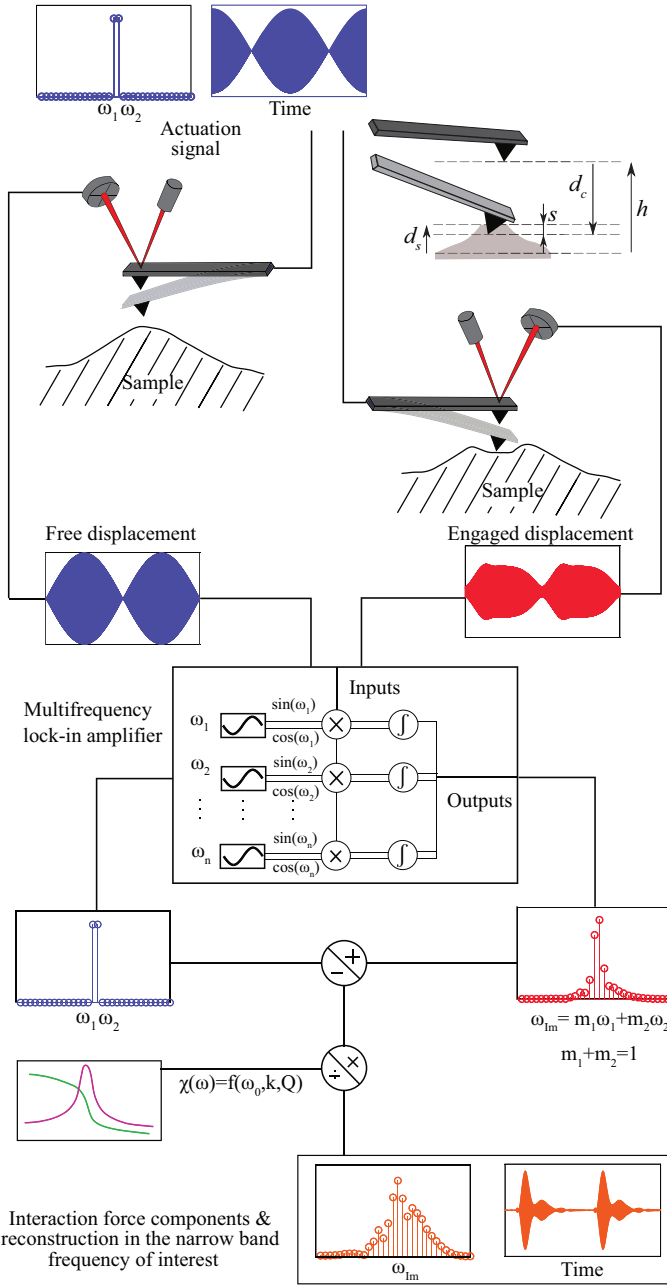 ω1 ω2
Time
Actuation
signal
dc
h
s
ds
Sample
Sample
Free displacement
Engaged displacement
Multifrequency
lock-in amplifier
Inputs
ω1
sin(ω1)
cos(ω1)
×
∫
ω2
sin(ω2)
cos(ω2)
×
∫
Outputs
ωn
sin(ωn)
cos(ωn)
×
∫
ω1 ω2
− +
ωIm= m1ω1+m2ω2
m1+m2=1
÷ ×
χ(ω)=f(ω0,k,Q)
Interaction force components &
reconstruction in the narrow band
frequency of interest
ωIm
Time